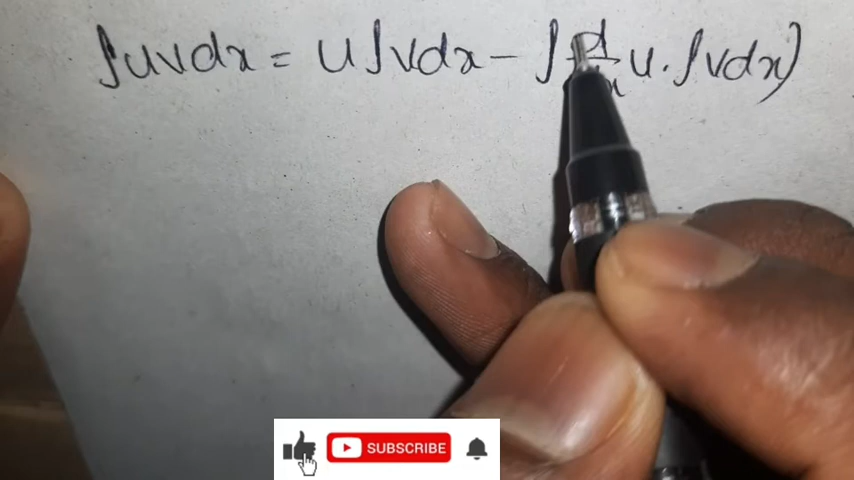 ∫uvdx = u∫vdx - ∫d/dx u.∫vdx)
SUBSCRIBE